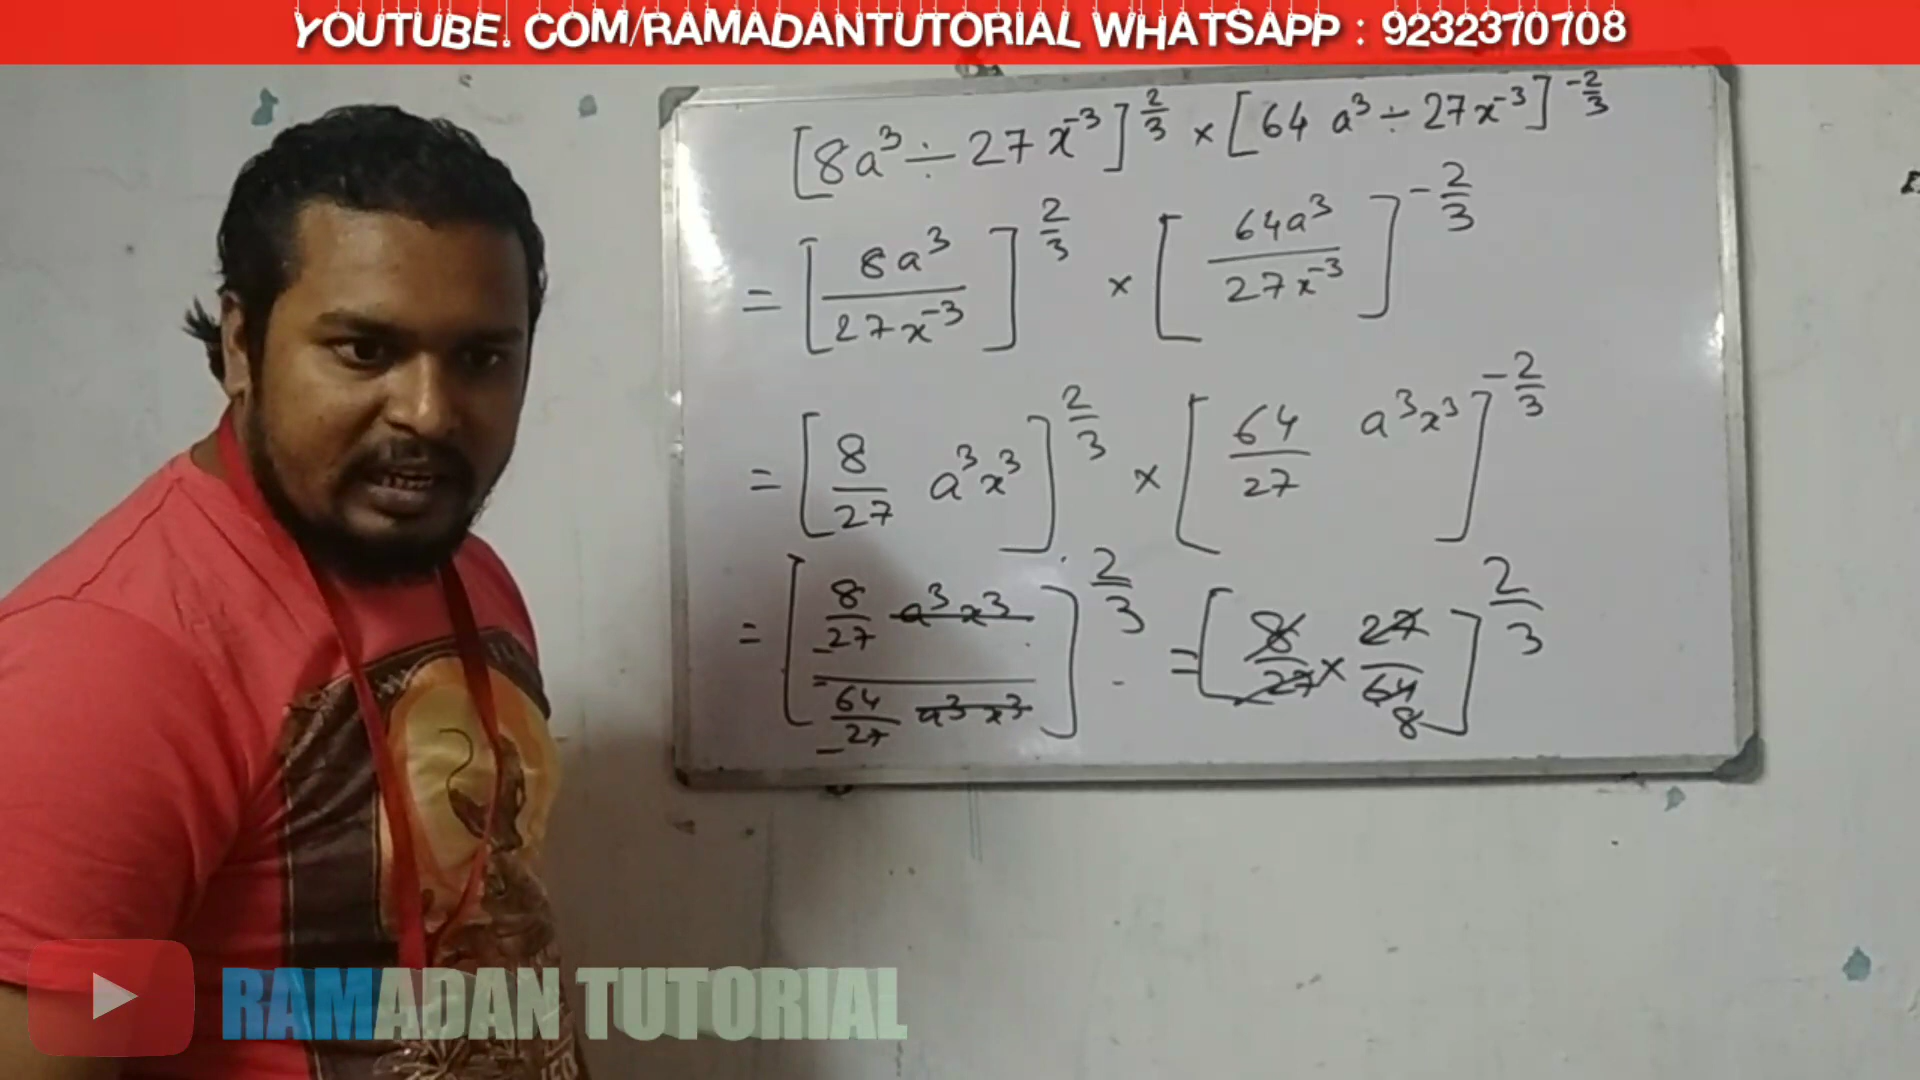 YOUTUBE. COM/RAMADANTUTORIAL WHATSAPP : 9232370708
[8a³ ÷ 27x⁻³]^(2/3) × [64 a³ ÷ 27x⁻³]^(-2/3)
= [8a³/27x⁻³]^(2/3) × [64a³/27x⁻³]^(-2/3)
= [8/27 a³x³]^(2/3) × [64/27 a³x³]^(-2/3)
= [(8/27 a³x³)/(64/27 a³x³)]^(2/3) = [8/27 × 27/64 8]^(2/3)
RAMADAN TUTORIAL